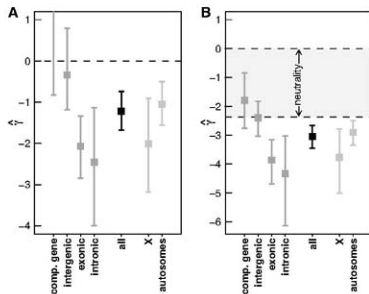 A
1
0
−1
−2
−3
−4
γ̂
comp. gene
intergenic
exonic
intronic
all
X
autosomes
B
1
0
−1
−2
−3
−4
−5
−6
γ̂
neutrality
comp. gene
intergenic
exonic
intronic
all
X
autosomes